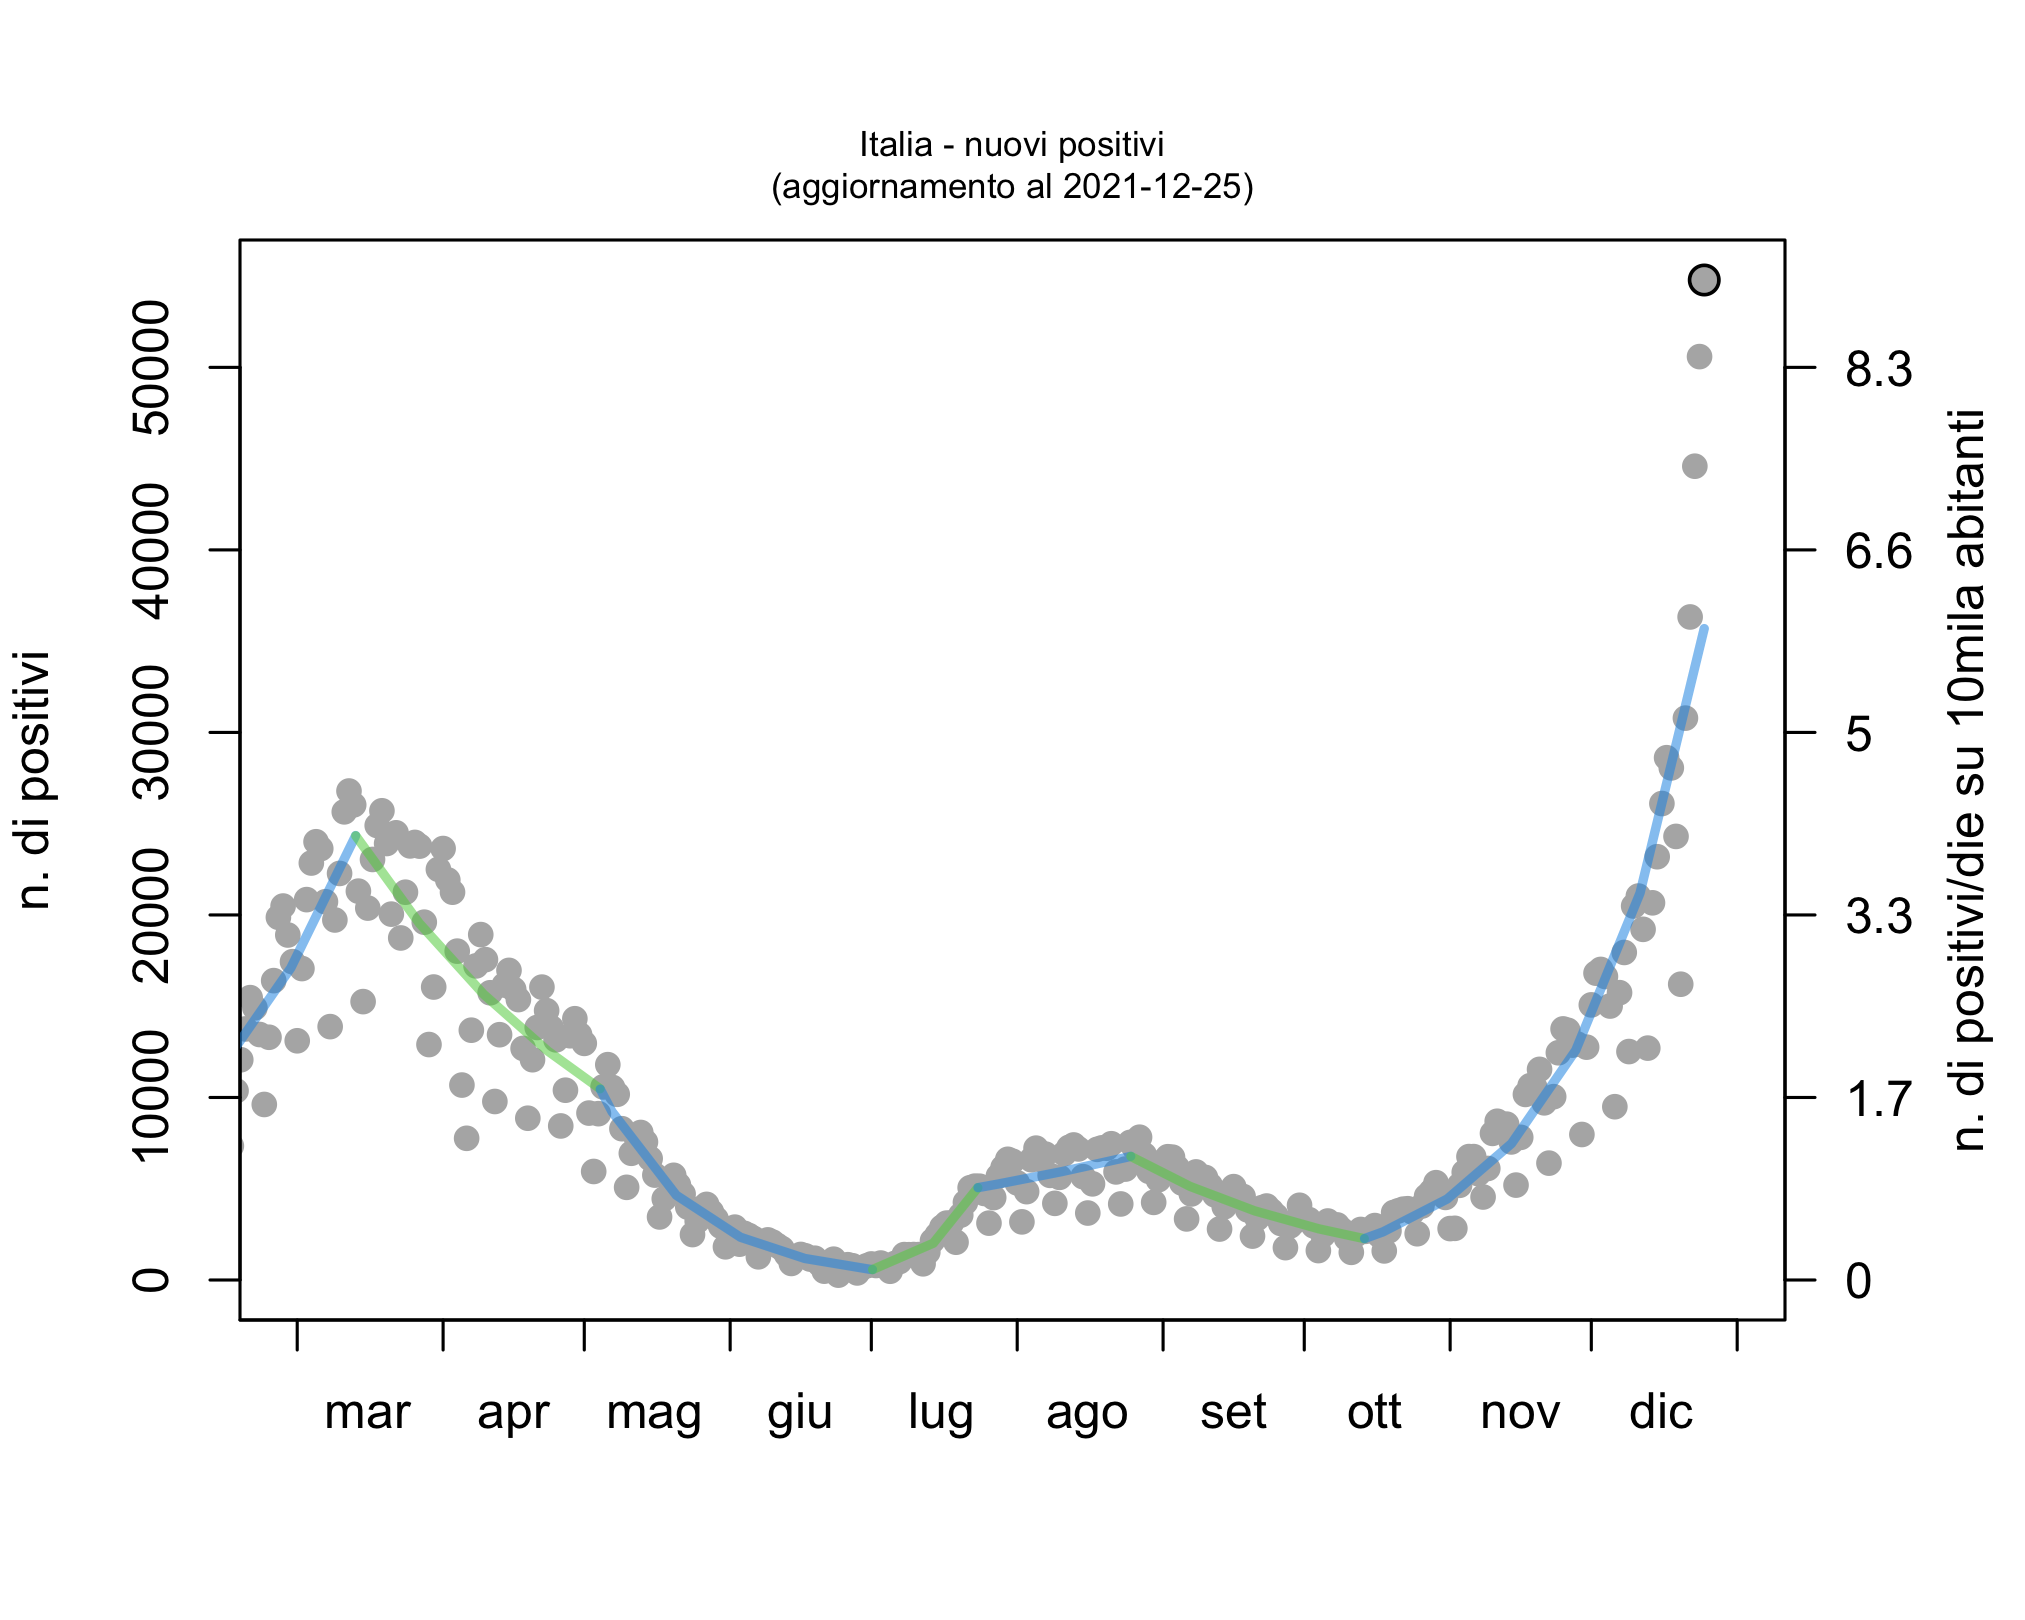 Italia - nuovi positivi
(aggiornamento al 2021-12-25)
n. di positivi
50000
40000
30000
20000
10000
0
8.3
6.6
5
3.3
1.7
0
n. di positivi/die su 10mila abitanti
mar apr mag giu lug ago set ott nov dic